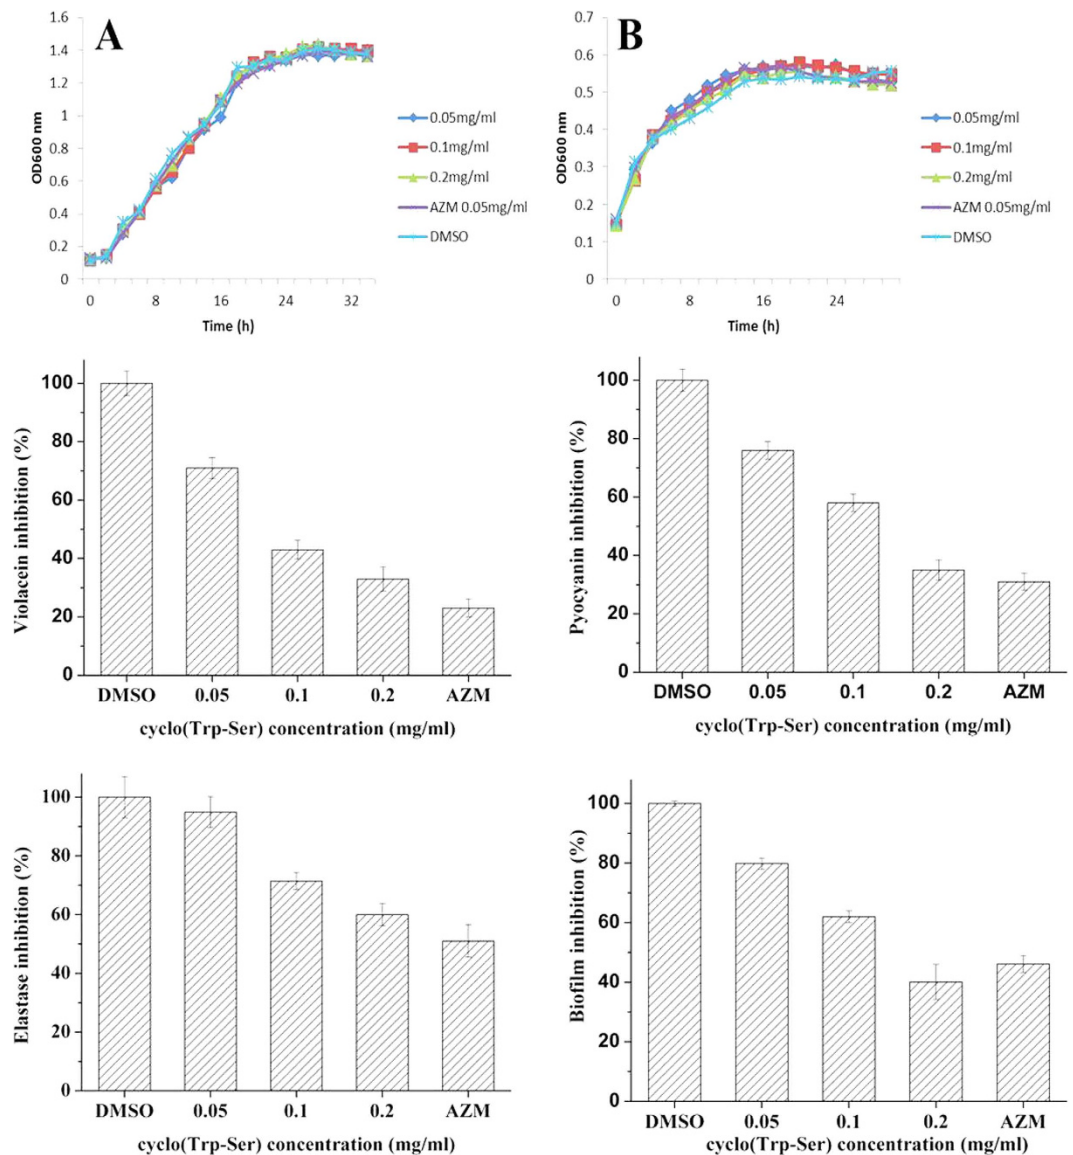 A
1.6
1.4
1.2
1
0.8
0.6
0.4
0.2
0
OD600 nm
0 8 16 24 32
Time (h)
0.05mg/ml
0.1mg/ml
0.2mg/ml
AZM 0.05mg/ml
DMSO
B
0.7
0.6
0.5
0.4
0.3
0.2
0.1
0
OD600 nm
0 8 16 24
Time (h)
0.05mg/ml
0.1mg/ml
0.2mg/ml
AZM 0.05mg/ml
DMSO
Violacein inhibition (%)
100
80
60
40
20
0
DMSO 0.05 0.1 0.2 AZM
cyclo(Trp-Ser) concentration (mg/ml)
Pyocyanin inhibition (%)
100
80
60
40
20
0
DMSO 0.05 0.1 0.2 AZM
cyclo(Trp-Ser) concentration (mg/ml)
Elastase inhibition (%)
100
80
60
40
20
0
DMSO 0.05 0.1 0.2 AZM
cyclo(Trp-Ser) concentration (mg/ml)
Biofilm inhibition (%)
100
80
60
40
20
0
DMSO 0.05 0.1 0.2 AZM
cyclo(Trp-Ser) concentration (mg/ml)